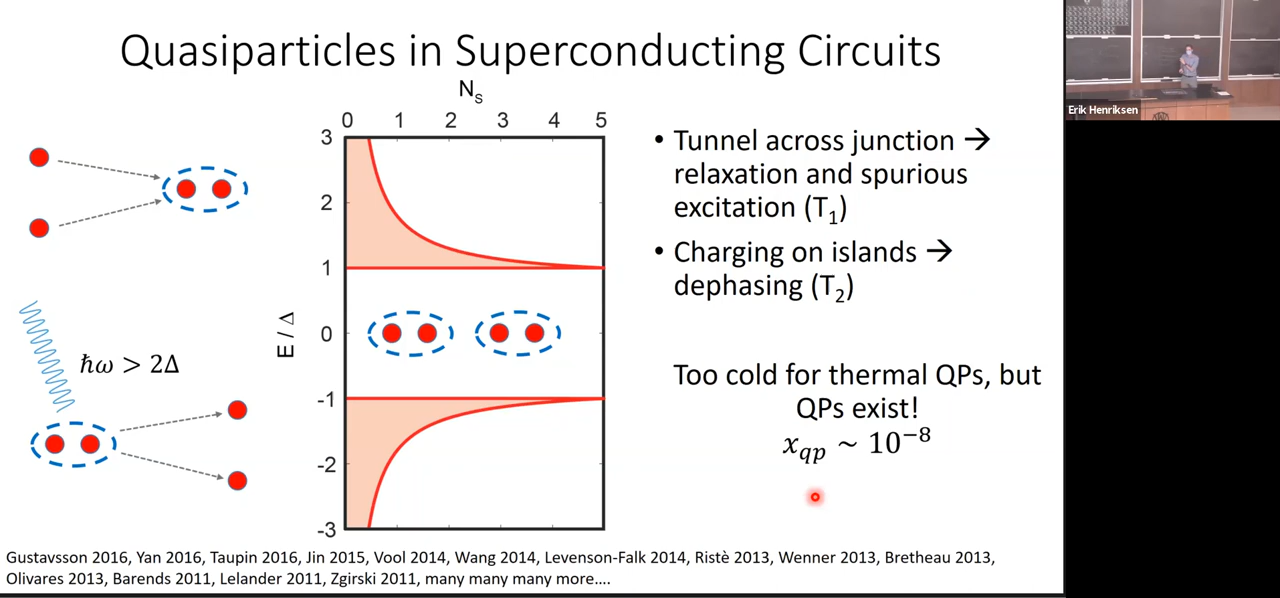 Quasiparticles in Superconducting Circuits
N_S
0 1 2 3 4 5
3
2
1
0
-1
-2
-3
E / Δ
ħω > 2Δ
• Tunnel across junction →
relaxation and spurious
excitation (T₁)
• Charging on islands →
dephasing (T₂)
Too cold for thermal QPs, but
QPs exist!
x_qp ~ 10⁻⁸
Gustavsson 2016, Yan 2016, Taupin 2016, Jin 2015, Vool 2014, Wang 2014, Levenson-Falk 2014, Ristè 2013, Wenner 2013, Bretheau 2013,
Olivares 2013, Barends 2011, Lelander 2011, Zgirski 2011, many many many more....
Erik Henriksen